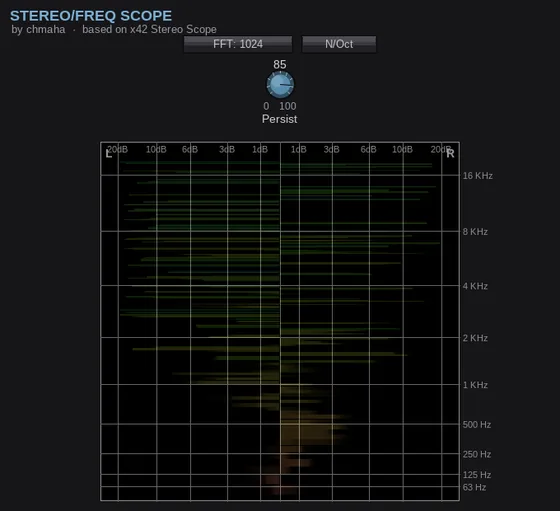 STEREO/FREQ SCOPE
by chmaha · based on x42 Stereo Scope
FFT: 1024 N/Oct
85
0 100
Persist
L 20dB 10dB 6dB 3dB 1dB 1dB 3dB 6dB 10dB 20dB R
16 KHz
8 KHz
4 KHz
2 KHz
1 KHz
500 Hz
250 Hz
125 Hz
63 Hz